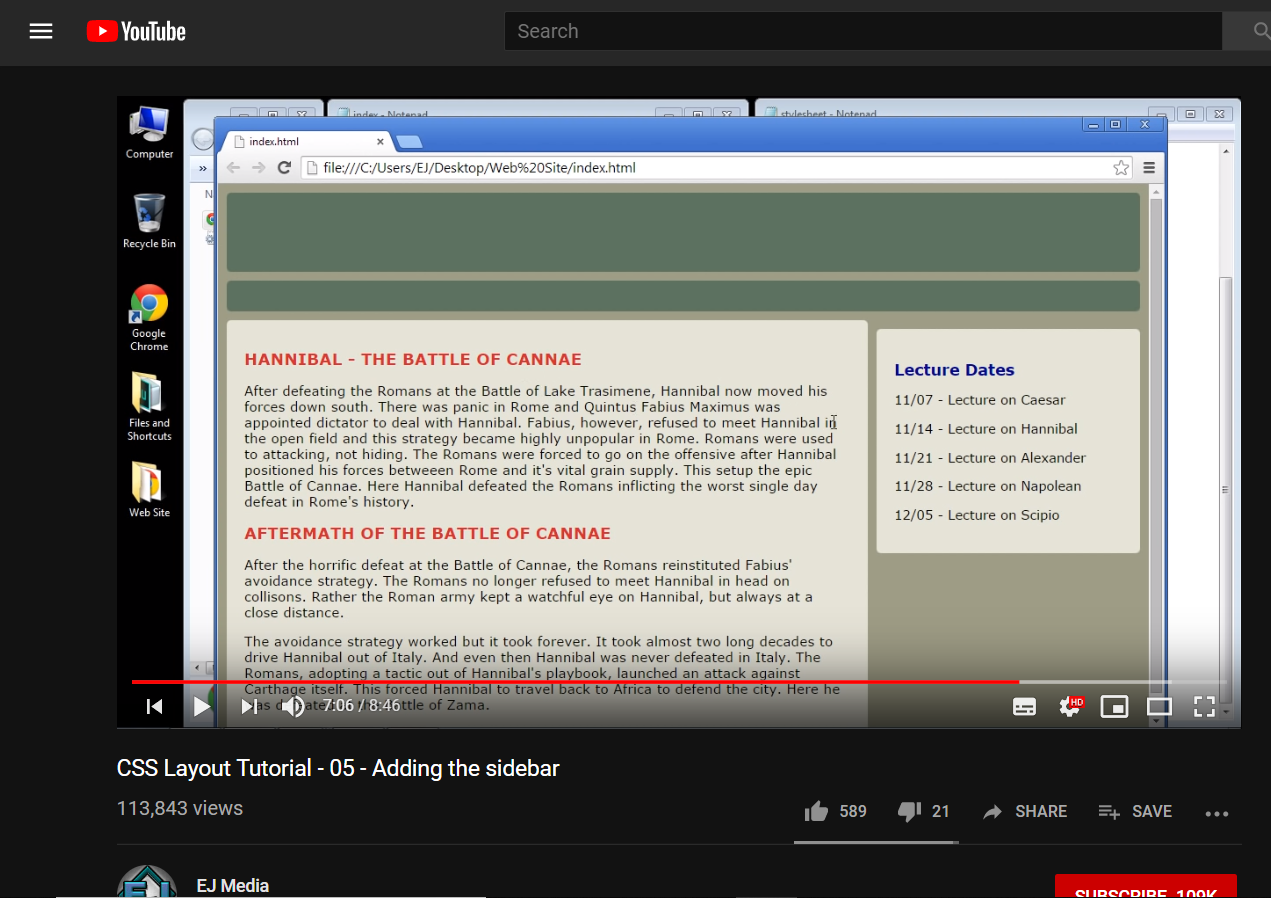 YouTube
Search
index - Notepad
stylesheet - Notepad
Computer
index.html
»
file:///C:/Users/EJ/Desktop/Web%20Site/index.html
N
Recycle Bin
Google
Chrome
Files and
Shortcuts
Web Site
HANNIBAL - THE BATTLE OF CANNAE
After defeating the Romans at the Battle of Lake Trasimene, Hannibal now moved his
forces down south. There was panic in Rome and Quintus Fabius Maximus was
appointed dictator to deal with Hannibal. Fabius, however, refused to meet Hannibal in
the open field and this strategy became highly unpopular in Rome. Romans were used
to attacking, not hiding. The Romans were forced to go on the offensive after Hannibal
positioned his forces betweeen Rome and it's vital grain supply. This setup the epic
Battle of Cannae. Here Hannibal defeated the Romans inflicting the worst single day
defeat in Rome's history.
AFTERMATH OF THE BATTLE OF CANNAE
After the horrific defeat at the Battle of Cannae, the Romans reinstituted Fabius'
avoidance strategy. The Romans no longer refused to meet Hannibal in head on
collisons. Rather the Roman army kept a watchful eye on Hannibal, but always at a
close distance.
The avoidance strategy worked but it took forever. It took almost two long decades to
drive Hannibal out of Italy. And even then Hannibal was never defeated in Italy. The
Romans, adopting a tactic out of Hannibal's playbook, launched an attack against
Carthage itself. This forced Hannibal to travel back to Africa to defend the city. Here he
was defeated in the Battle of Zama.
Lecture Dates
11/07 - Lecture on Caesar
11/14 - Lecture on Hannibal
11/21 - Lecture on Alexander
11/28 - Lecture on Napolean
12/05 - Lecture on Scipio
7:06 / 8:46
HD
CSS Layout Tutorial - 05 - Adding the sidebar
113,843 views
589
21
SHARE
SAVE
EJ
EJ Media
SUBSCRIBE 109K